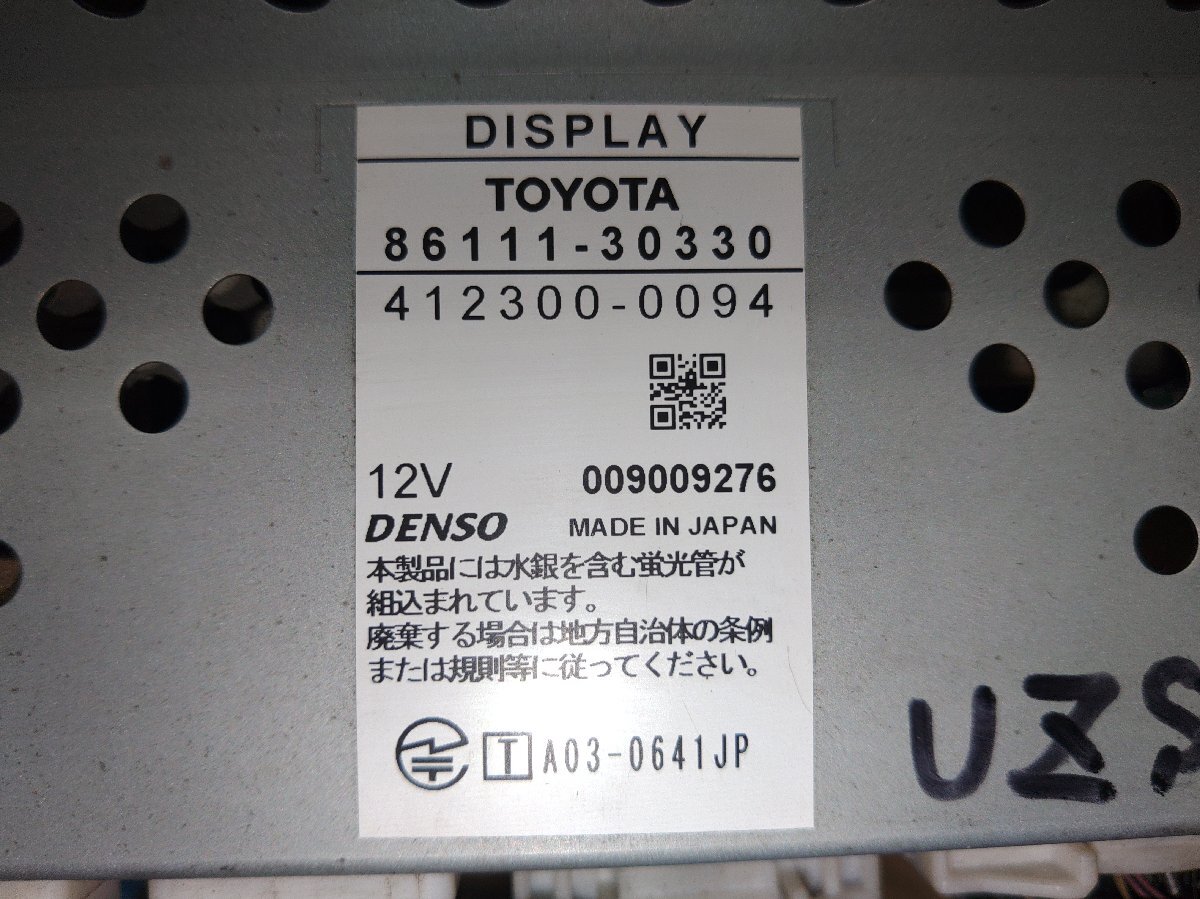 DISPLAY
TOYOTA
86111-30330
412300-0094
12V 009009276
DENSO MADE IN JAPAN
本製品には水銀を含む蛍光管が
組込まれています。
廃棄する場合は地方自治体の条例
または規則等に従ってください。
T A03-0641JP
UZS